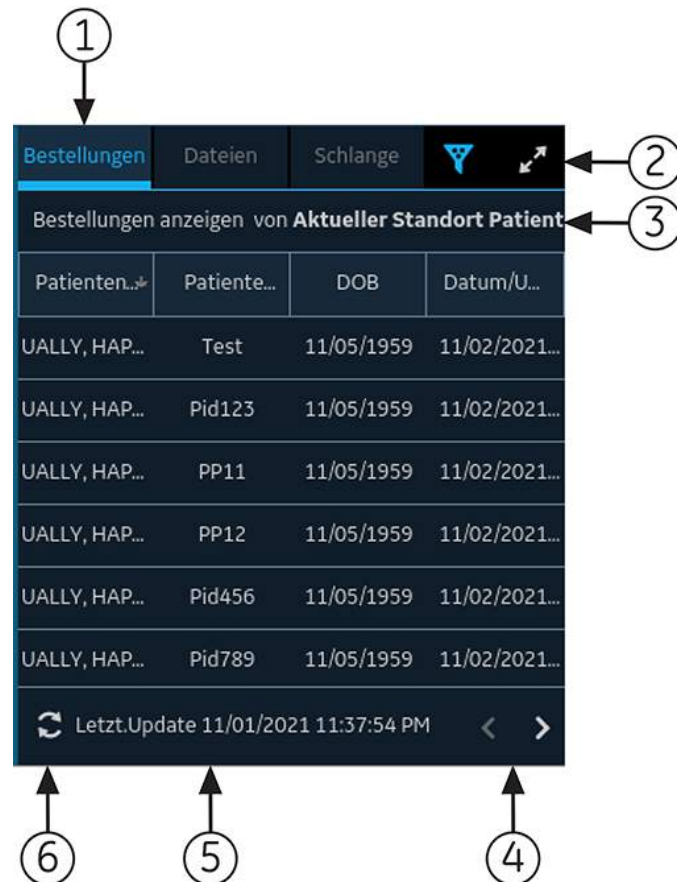 1
Bestellungen Dateien Schlange
2
Bestellungen anzeigen von Aktueller Standort Patient
3
Patienten... Patiente... DOB Datum/U...
UALLY, HAP... Test 11/05/1959 11/02/2021...
UALLY, HAP... Pid123 11/05/1959 11/02/2021...
UALLY, HAP... PP11 11/05/1959 11/02/2021...
UALLY, HAP... PP12 11/05/1959 11/02/2021...
UALLY, HAP... Pid456 11/05/1959 11/02/2021...
UALLY, HAP... Pid789 11/05/1959 11/02/2021...
Letzt.Update 11/01/2021 11:37:54 PM
6 5 4